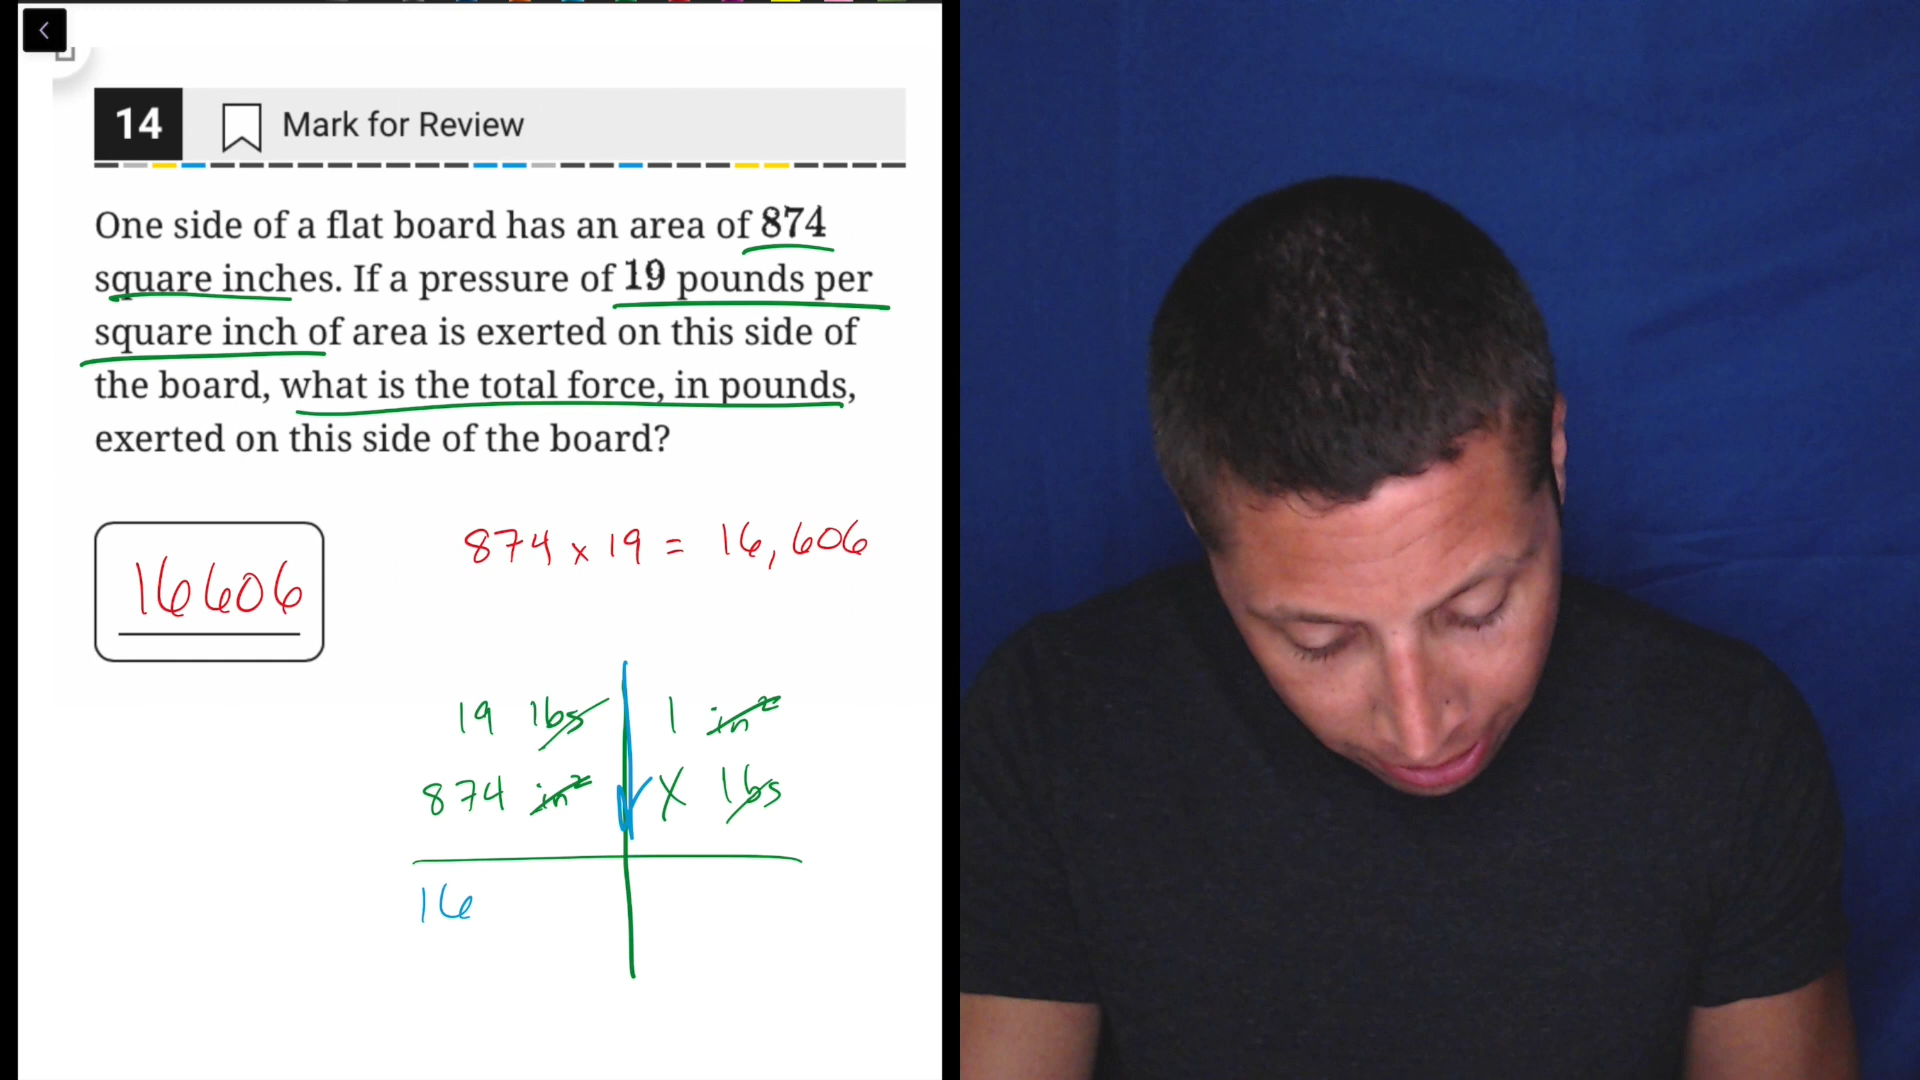 14 Mark for Review
One side of a flat board has an area of 874
square inches. If a pressure of 19 pounds per
square inch of area is exerted on this side of
the board, what is the total force, in pounds,
exerted on this side of the board?
874 x 19 = 16,606
16606
19 lbs 1 in²
874 in² X lbs
16